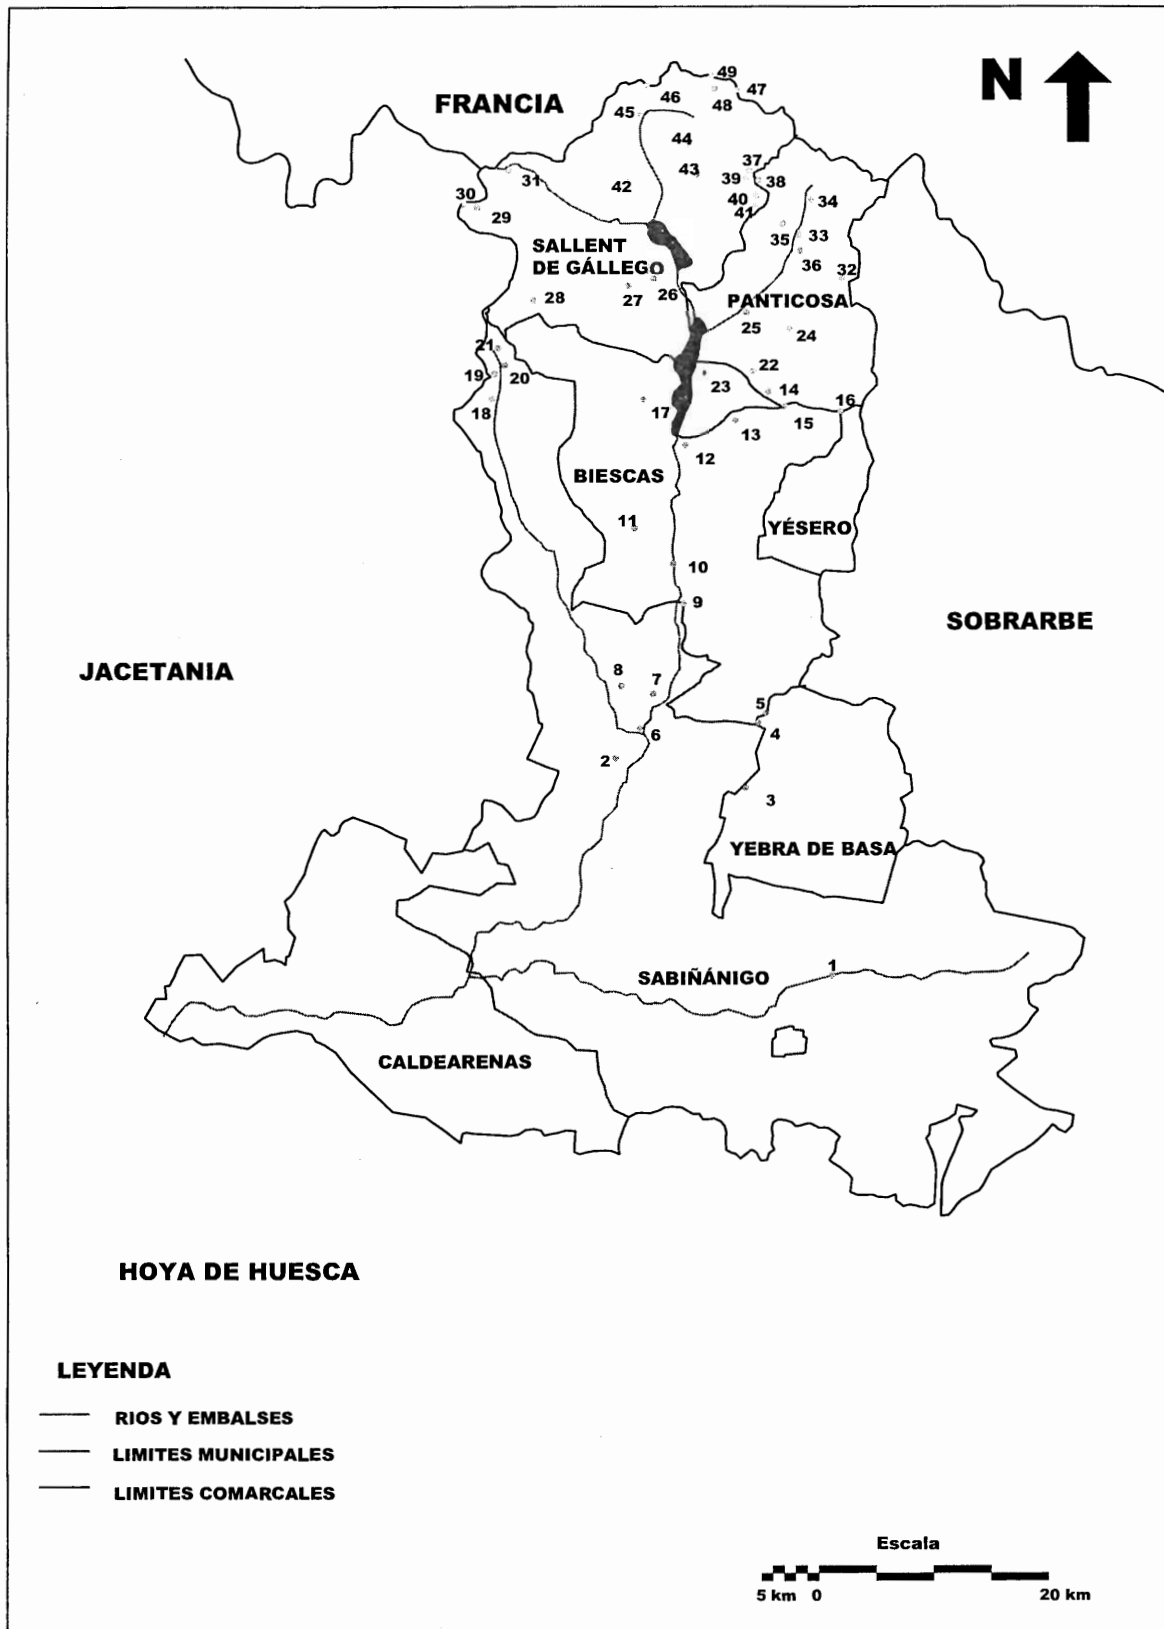 N
FRANCIA
49
47
46
48
45
44
37
43
39
38
42
31
40
41
34
30
29
35
33
36
32
SALLENT
DE GÁLLEGO
26
27
28
PANTICOSA
25
24
21
20
19
18
22
23
14
16
17
15
13
12
BIESCAS
11
YÉSERO
10
9
SOBRARBE
JACETANIA
8
7
5
4
6
2
3
YEBRA DE BASA
1
SABIÑÁNIGO
CALDEARENAS
HOYA DE HUESCA
LEYENDA
RIOS Y EMBALSES
LIMITES MUNICIPALES
LIMITES COMARCALES
Escala
5 km 0 20 km